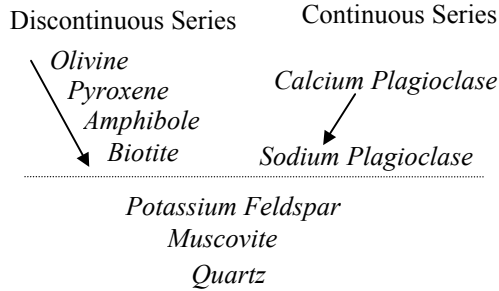 Discontinuous Series
Continuous Series
Olivine
Pyroxene
Amphibole
Biotite
Calcium Plagioclase
Sodium Plagioclase
Potassium Feldspar
Muscovite
Quartz